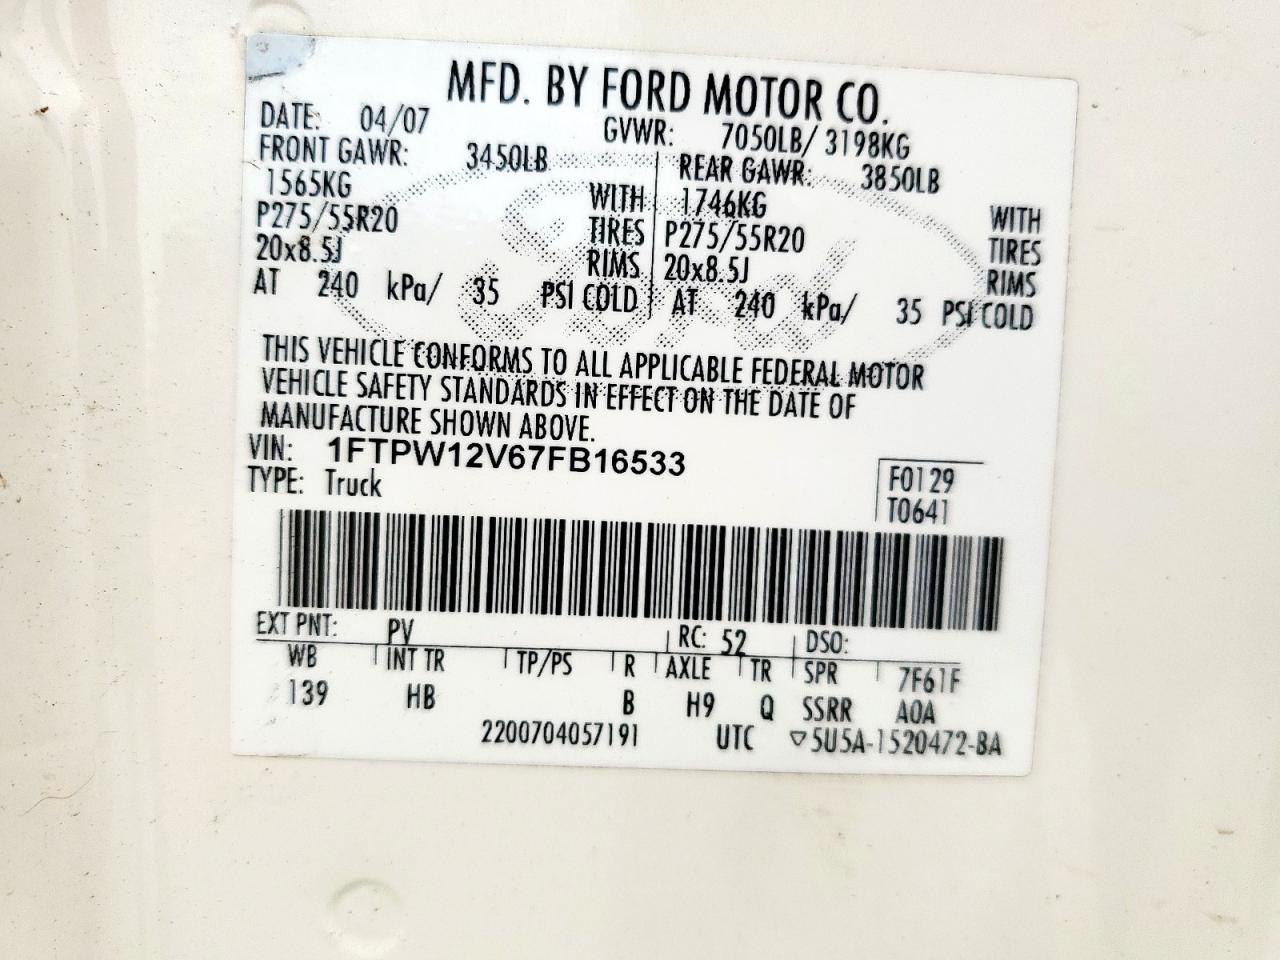 MFD. BY FORD MOTOR CO.
DATE: 04/07 GVWR: 7050LB/ 3198KG
FRONT GAWR: 3450LB REAR GAWR: 3850LB
1565KG WITH 1746KG WITH
P275/55R20 TIRES P275/55R20 TIRES
20x8.5J RIMS 20x8.5J RIMS
AT 240 kPa/ 35 PSI COLD AT 240 kPa/ 35 PSI COLD
THIS VEHICLE CONFORMS TO ALL APPLICABLE FEDERAL MOTOR
VEHICLE SAFETY STANDARDS IN EFFECT ON THE DATE OF
MANUFACTURE SHOWN ABOVE.
VIN: 1FTPW12V67FB16533
TYPE: Truck
F0129
T0641
EXT PNT: PV RC: 52 DSO:
WB INT TR TP/PS R AXLE TR SPR 7F61F
139 HB B H9 Q SSRR A0A
2200704057191 UTC ▽5U5A-1520472-BA
Ford